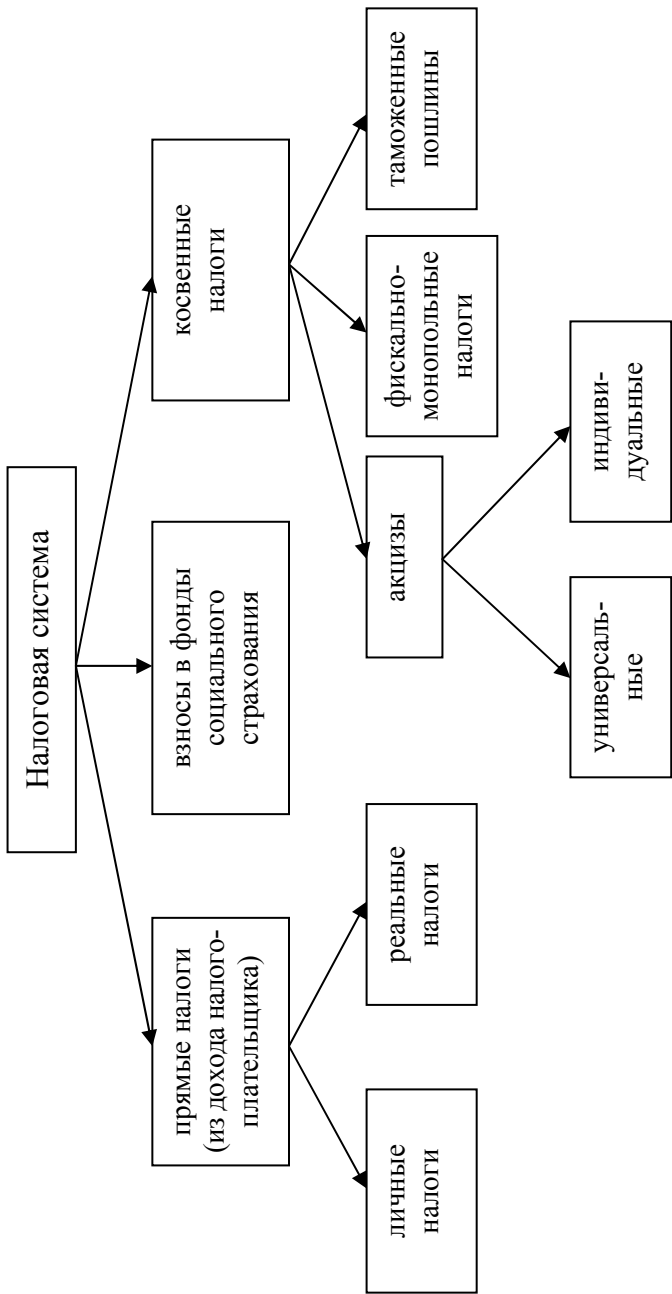 Налоговая система
прямые налоги
(из дохода налого-
плательщика)
взносы в фонды
социального
страхования
косвенные
налоги
личные
налоги
реальные
налоги
акцизы
фискально-
монопольные
налоги
таможенные
пошлины
универсаль-
ные
индиви-
дуальные